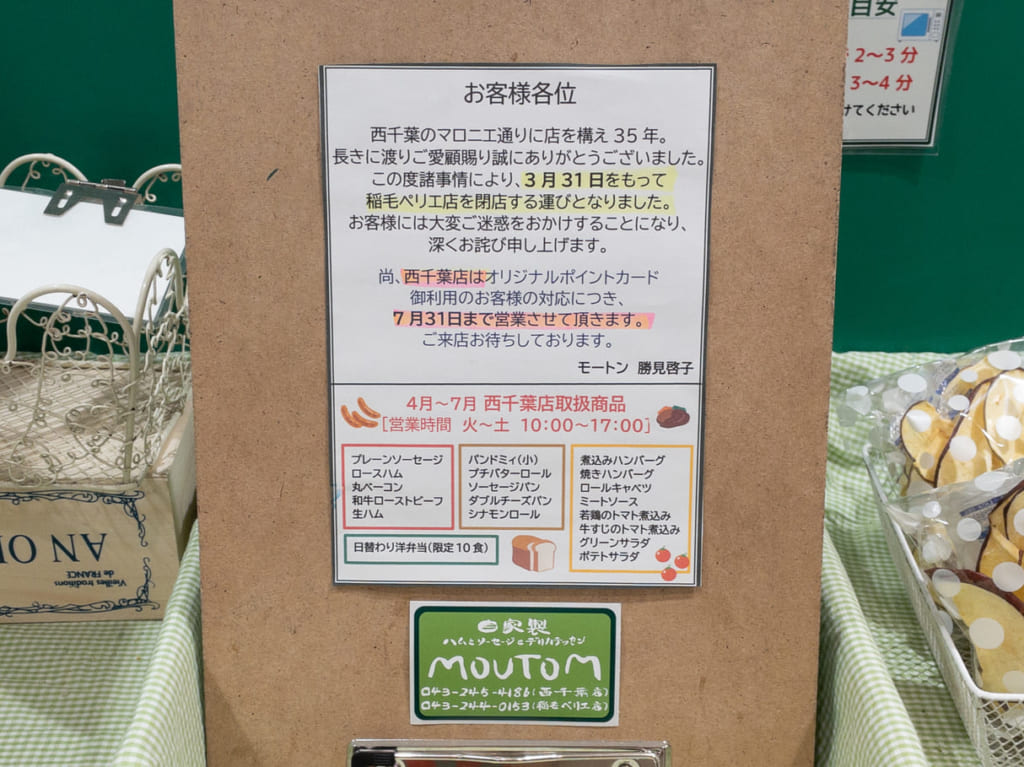 目安
2～3分
3～4分
けてください
お客様各位
西千葉のマロニエ通りに店を構え 35 年。
長きに渡りご愛顧賜り誠にありがとうございました。
この度諸事情により、3 月 31 日をもって
稲毛ペリエ店を閉店する運びとなりました。
お客様には大変ご迷惑をおかけすることになり、
深くお詫び申し上げます。
尚、西千葉店はオリジナルポイントカード
御利用のお客様の対応につき、
7 月31日まで営業させて頂きます。
ご来店お待ちしております。
モートン 勝見啓子
4月～7月 西千葉店取扱商品
[営業時間 火～土 10：00～17：00]
プレーンソーセージ
ロースハム
丸ベーコン
和牛ローストビーフ
生ハム
パンドミィ(小)
プチバターロール
ソーセージパン
ダブルチーズパン
シナモンロール
煮込みハンバーグ
焼きハンバーグ
ロールキャベツ
ミートソース
若鶏のトマト煮込み
牛すじのトマト煮込み
グリーンサラダ
ポテトサラダ
日替わり洋弁当(限定10食)
自家製
ハムとソーセージとデリカテッセン
MOUTOM
043-245-4186(西千葉店)
043-244-0153(稲毛ペリエ店)
AN OL
Vieilles traditions
de FRANCE